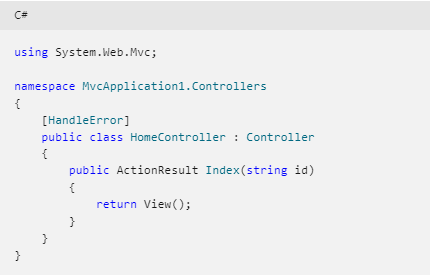 C#
using System.Web.Mvc;
namespace MvcApplication1.Controllers
{
    [HandleError]
    public class HomeController : Controller
    {
        public ActionResult Index(string id)
        {
            return View();
        }
    }
}